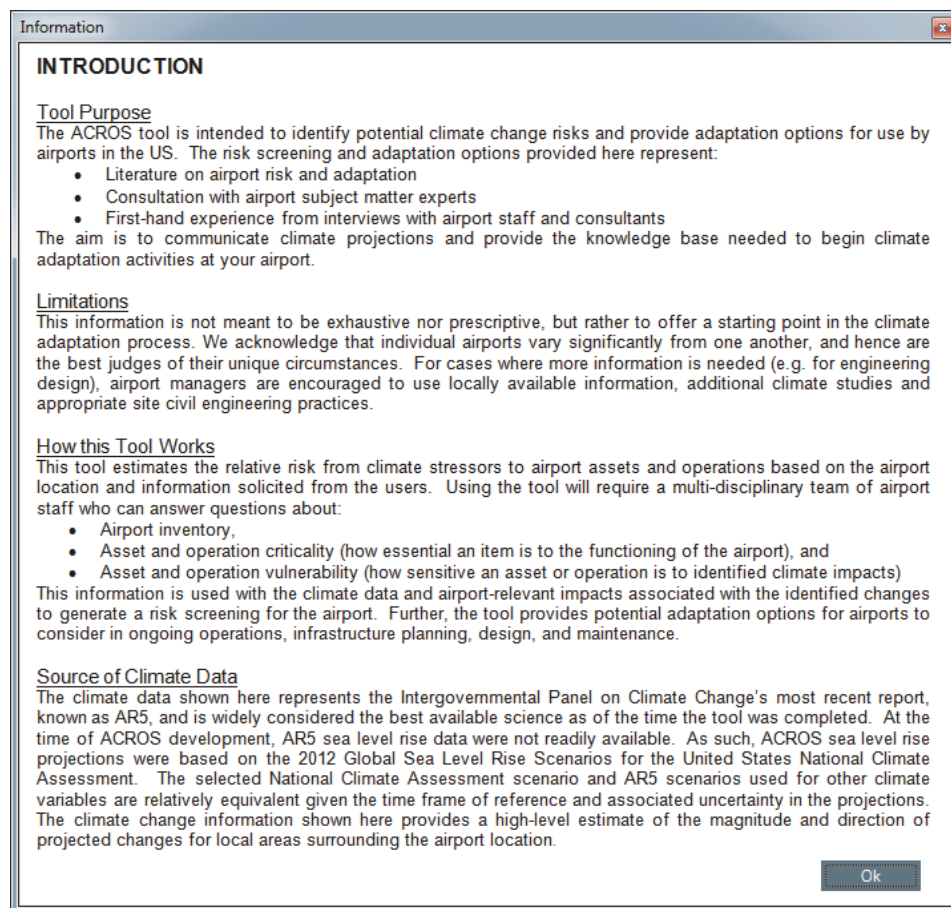 Information
INTRODUCTION
Tool Purpose
The ACROS tool is intended to identify potential climate change risks and provide adaptation options for use by
airports in the US. The risk screening and adaptation options provided here represent:
• Literature on airport risk and adaptation
• Consultation with airport subject matter experts
• First-hand experience from interviews with airport staff and consultants
The aim is to communicate climate projections and provide the knowledge base needed to begin climate
adaptation activities at your airport.
Limitations
This information is not meant to be exhaustive nor prescriptive, but rather to offer a starting point in the climate
adaptation process. We acknowledge that individual airports vary significantly from one another, and hence are
the best judges of their unique circumstances. For cases where more information is needed (e.g. for engineering
design), airport managers are encouraged to use locally available information, additional climate studies and
appropriate site civil engineering practices.
How this Tool Works
This tool estimates the relative risk from climate stressors to airport assets and operations based on the airport
location and information solicited from the users. Using the tool will require a multi-disciplinary team of airport
staff who can answer questions about:
• Airport inventory,
• Asset and operation criticality (how essential an item is to the functioning of the airport), and
• Asset and operation vulnerability (how sensitive an asset or operation is to identified climate impacts)
This information is used with the climate data and airport-relevant impacts associated with the identified changes
to generate a risk screening for the airport. Further, the tool provides potential adaptation options for airports to
consider in ongoing operations, infrastructure planning, design, and maintenance.
Source of Climate Data
The climate data shown here represents the Intergovernmental Panel on Climate Change's most recent report,
known as AR5, and is widely considered the best available science as of the time the tool was completed. At the
time of ACROS development, AR5 sea level rise data were not readily available. As such, ACROS sea level rise
projections were based on the 2012 Global Sea Level Rise Scenarios for the United States National Climate
Assessment. The selected National Climate Assessment scenario and AR5 scenarios used for other climate
variables are relatively equivalent given the time frame of reference and associated uncertainty in the projections.
The climate change information shown here provides a high-level estimate of the magnitude and direction of
projected changes for local areas surrounding the airport location.
Ok